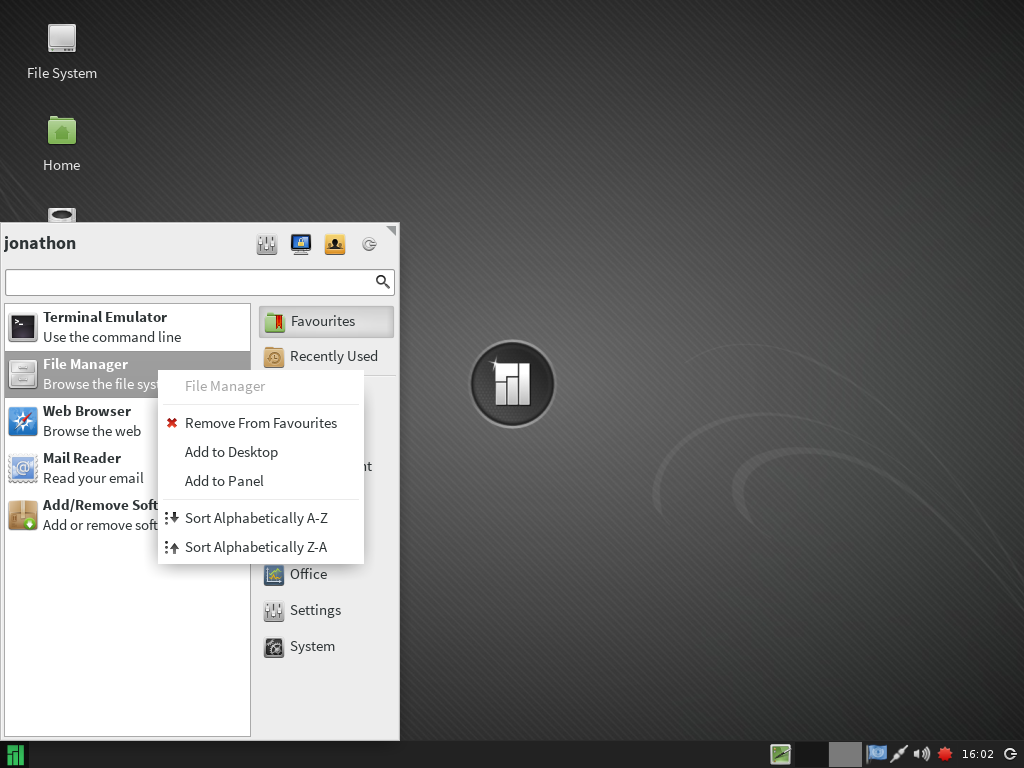 File System
Home
jonathon
Terminal Emulator
Use the command line
File Manager
Browse the file sys
Web Browser
Browse the web
Mail Reader
Read your email
Add/Remove Soft
Add or remove soft
Favourites
Recently Used
File Manager
Remove From Favourites
Add to Desktop
Add to Panel
Sort Alphabetically A-Z
Sort Alphabetically Z-A
nt
Office
Settings
System
16:02